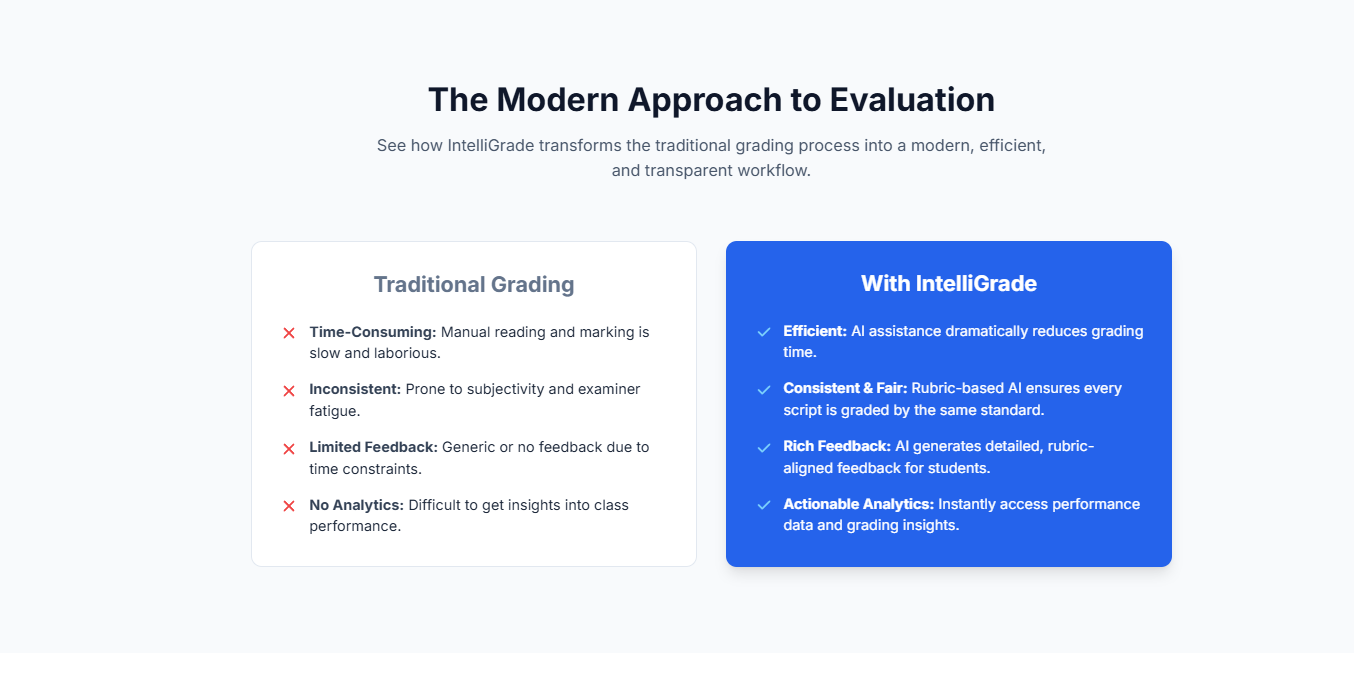 The Modern Approach to Evaluation
See how IntelliGrade transforms the traditional grading process into a modern, efficient,
and transparent workflow.
Traditional Grading
Time-Consuming: Manual reading and marking is
slow and laborious.
Inconsistent: Prone to subjectivity and examiner
fatigue.
Limited Feedback: Generic or no feedback due to
time constraints.
No Analytics: Difficult to get insights into class
performance.
With IntelliGrade
Efficient: AI assistance dramatically reduces grading
time.
Consistent & Fair: Rubric-based AI ensures every
script is graded by the same standard.
Rich Feedback: AI generates detailed, rubric-
aligned feedback for students.
Actionable Analytics: Instantly access performance
data and grading insights.